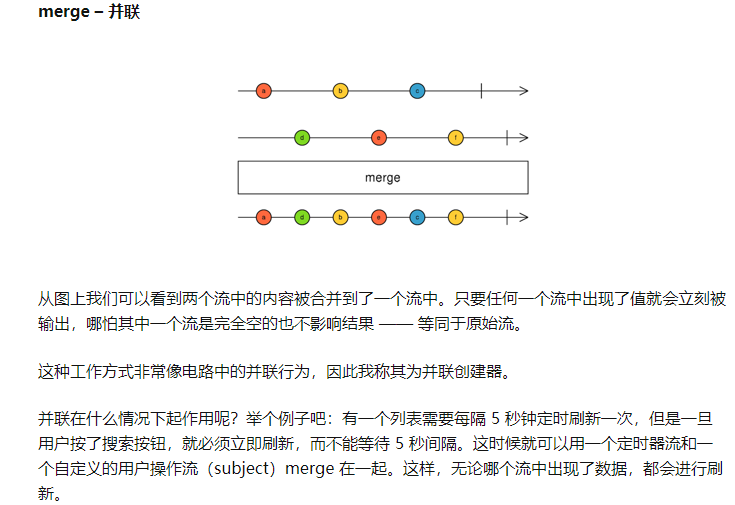 merge – 并联
a b c
d e f
merge
a d b e c f
从图上我们可以看到两个流中的内容被合并到了一个流中。只要任何一个流中出现了值就会立刻被
输出，哪怕其中一个流是完全空的也不影响结果 —— 等同于原始流。
这种工作方式非常像电路中的并联行为，因此我称其为并联创建器。
并联在什么情况下起作用呢？举个例子吧：有一个列表需要每隔 5 秒钟定时刷新一次，但是一旦
用户按了搜索按钮，就必须立即刷新，而不能等待 5 秒间隔。这时候就可以用一个定时器流和一
个自定义的用户操作流（subject）merge 在一起。这样，无论哪个流中出现了数据，都会进行刷
新。